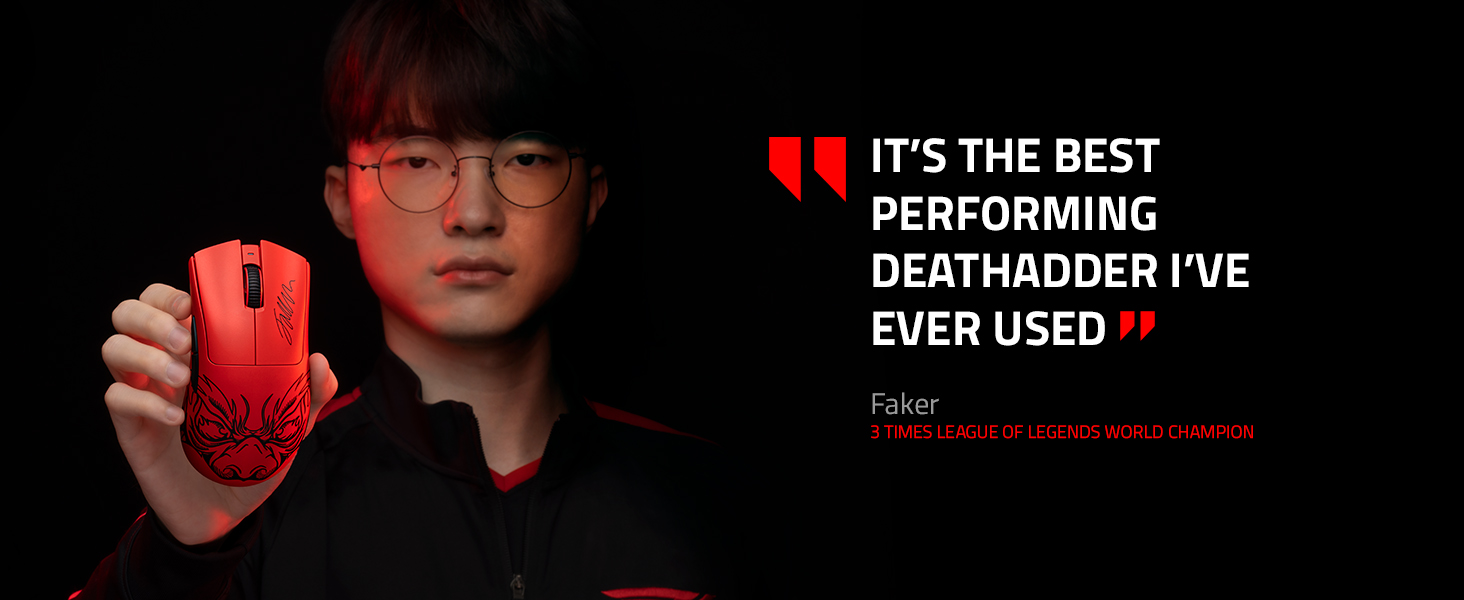 IT’S THE BEST
PERFORMING
DEATHADDER I’VE
EVER USED
Faker
3 TIMES LEAGUE OF LEGENDS WORLD CHAMPION